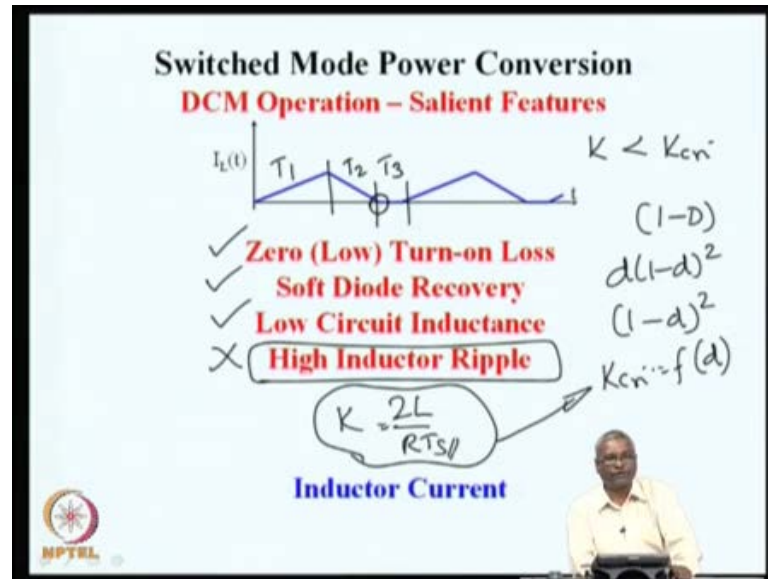 Switched Mode Power Conversion
DCM Operation – Salient Features
I_L(t) T1 T2 T3 t
K < Kcri
(1-D)
Zero (Low) Turn-on Loss
d(1-d)²
Soft Diode Recovery
(1-d)²
Low Circuit Inductance
High Inductor Ripple
Kcri = f(d)
K = 2L/RTs
Inductor Current
NPTEL